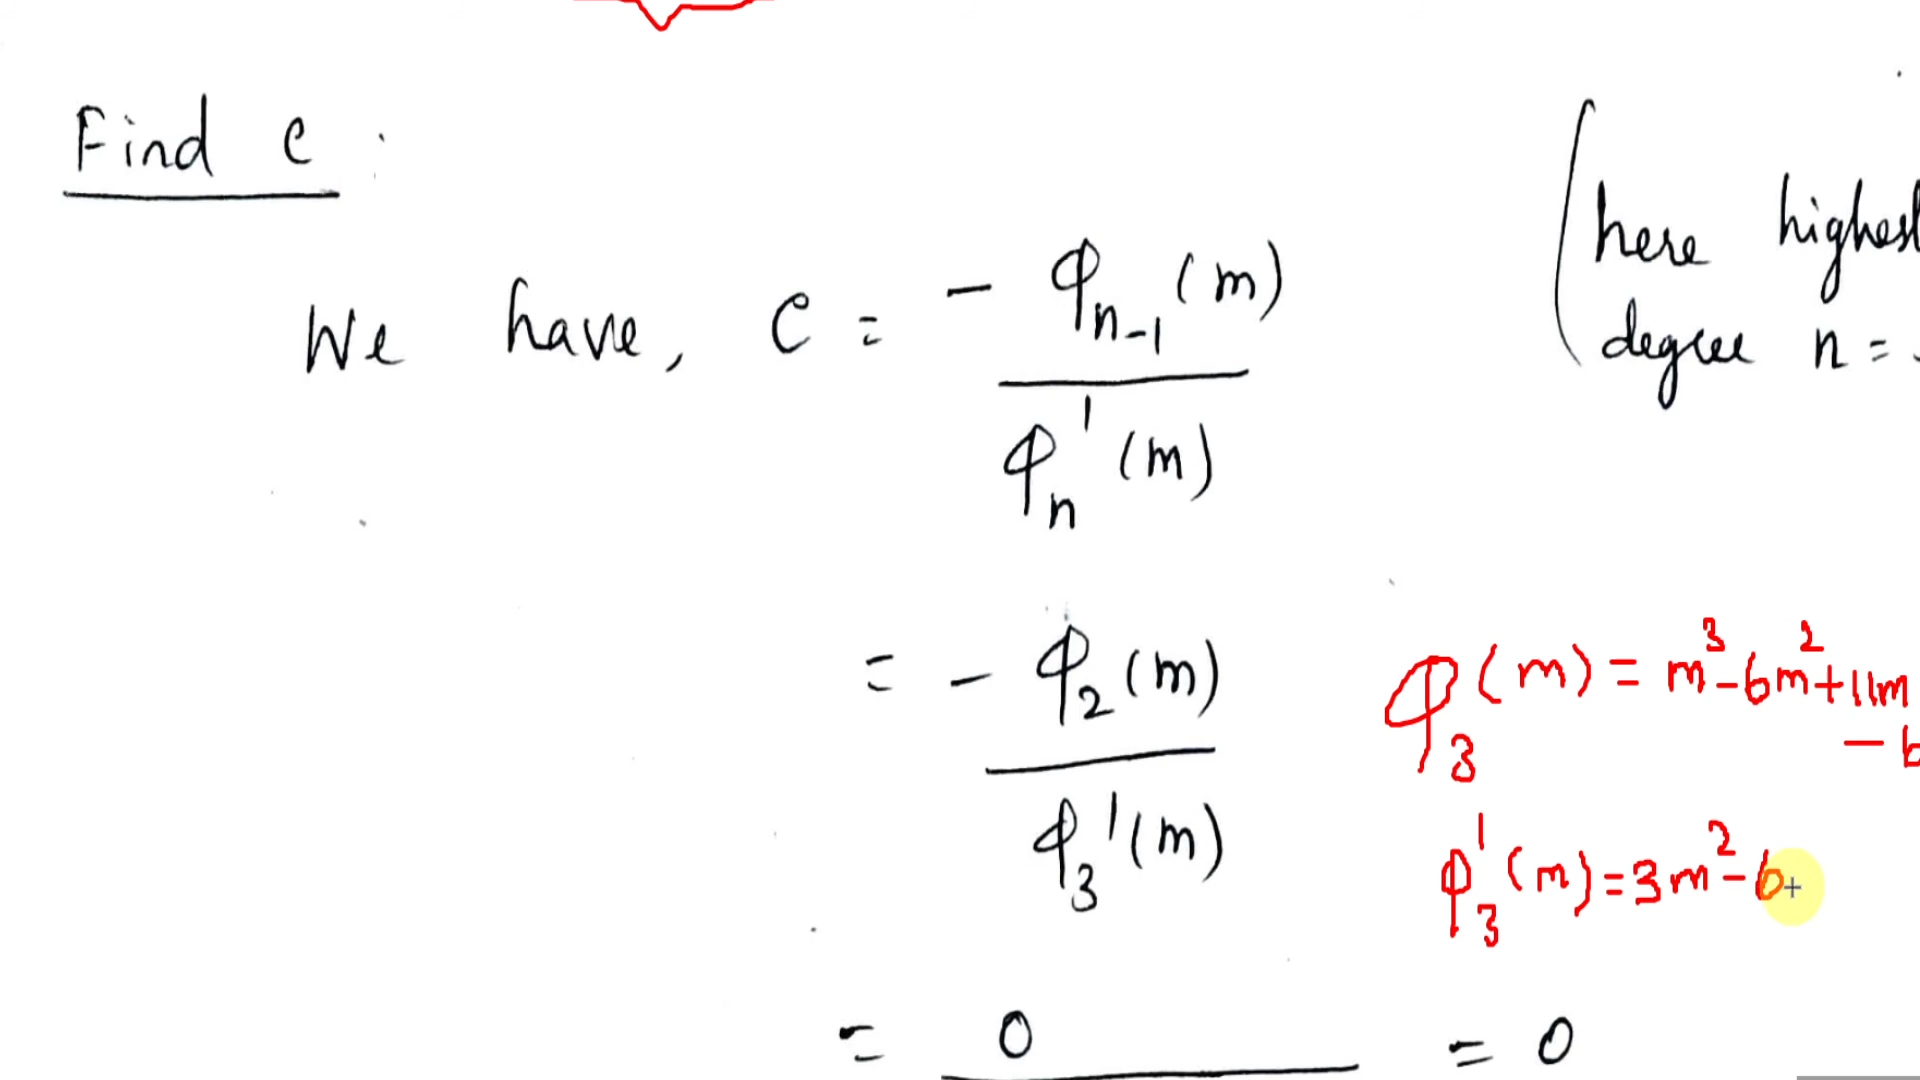 Find c :
(here highest
We have, c = - φn-1(m) / φn'(m)
degree n =
= - φ2(m) / φ3'(m)
φ3(m) = m³-6m²+11m
-6
φ3'(m) = 3m²-6
= 0 = 0